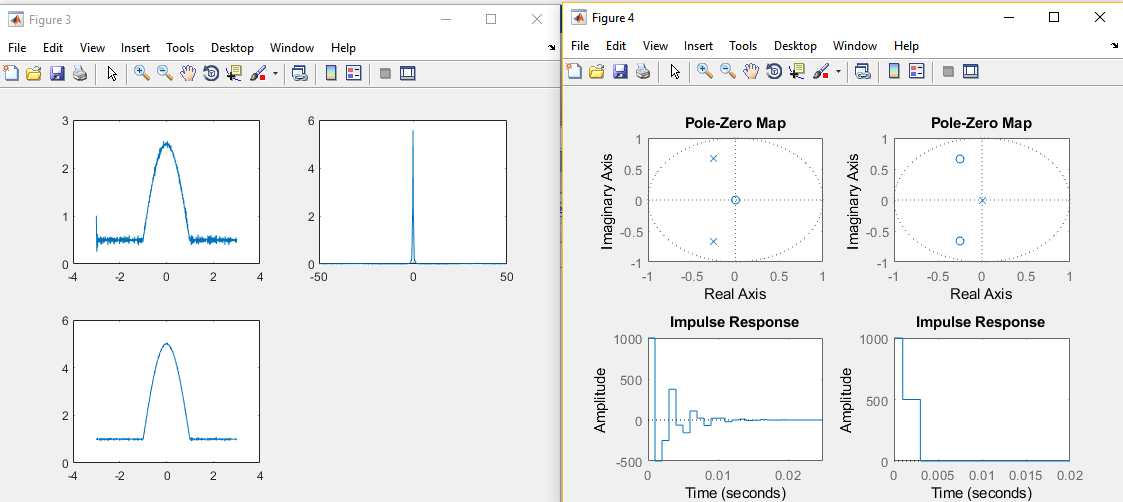 Figure 3
File Edit View Insert Tools Desktop Window Help
3
2
1
0
-4 -2 0 2 4
6
4
2
0
-50 0 50
6
4
2
0
-4 -2 0 2 4
Figure 4
File Edit View Insert Tools Desktop Window Help
Pole-Zero Map
Imaginary Axis
1
0.5
0
-0.5
-1
-1 -0.5 0 0.5 1
Real Axis
Pole-Zero Map
Imaginary Axis
1
0.5
0
-0.5
-1
-1 -0.5 0 0.5 1
Real Axis
Impulse Response
Amplitude
1000
500
0
-500
0 0.01 0.02
Time (seconds)
Impulse Response
Amplitude
1000
500
0
0 0.005 0.01 0.015 0.02
Time (seconds)